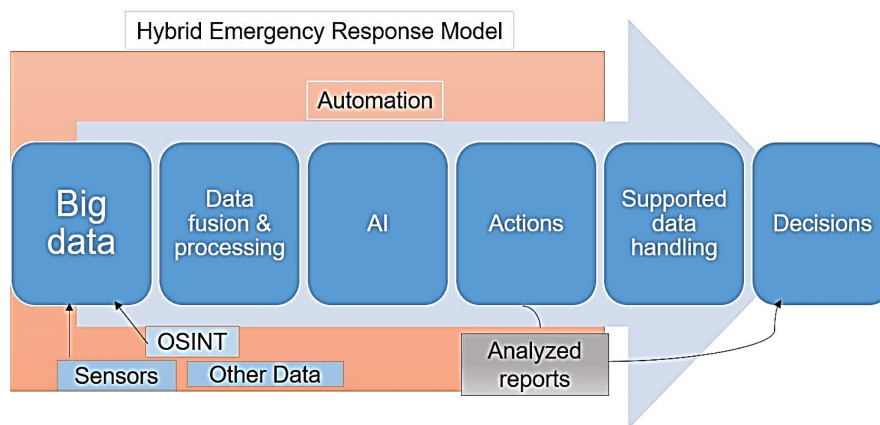 Hybrid Emergency Response Model
Automation
Big
data
Data
fusion &
processing
AI
Actions
Supported
data
handling
Decisions
OSINT
Sensors
Other Data
Analyzed
reports